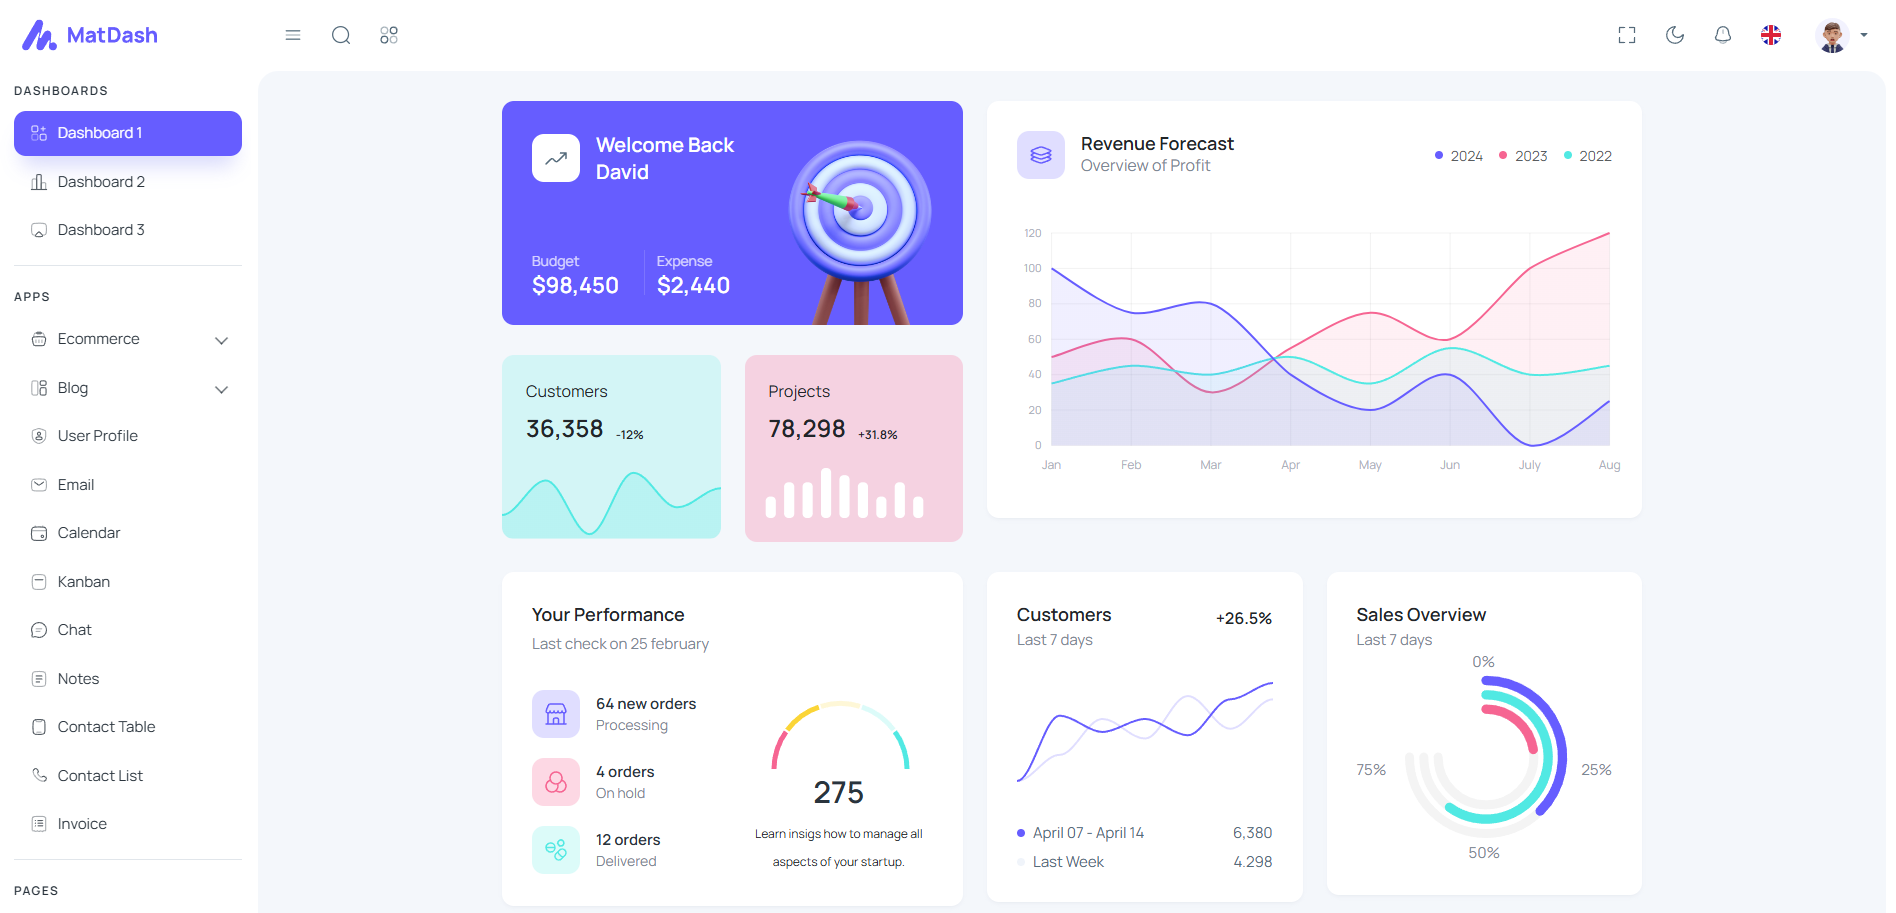 MatDash
DASHBOARDS
Dashboard 1
Dashboard 2
Dashboard 3
APPS
Ecommerce
Blog
User Profile
Email
Calendar
Kanban
Chat
Notes
Contact Table
Contact List
Invoice
PAGES
Welcome Back
David
Budget
$98,450
Expense
$2,440
Revenue Forecast
Overview of Profit
2024 2023 2022
120
100
80
60
40
20
0
Jan Feb Mar Apr May Jun July Aug
Customers
36,358 -12%
Projects
78,298 +31.8%
Your Performance
Last check on 25 february
64 new orders
Processing
4 orders
On hold
12 orders
Delivered
275
Learn insigs how to manage all
aspects of your startup.
Customers
Last 7 days
+26.5%
April 07 - April 14 6,380
Last Week 4.298
Sales Overview
Last 7 days
0%
25%
50%
75%